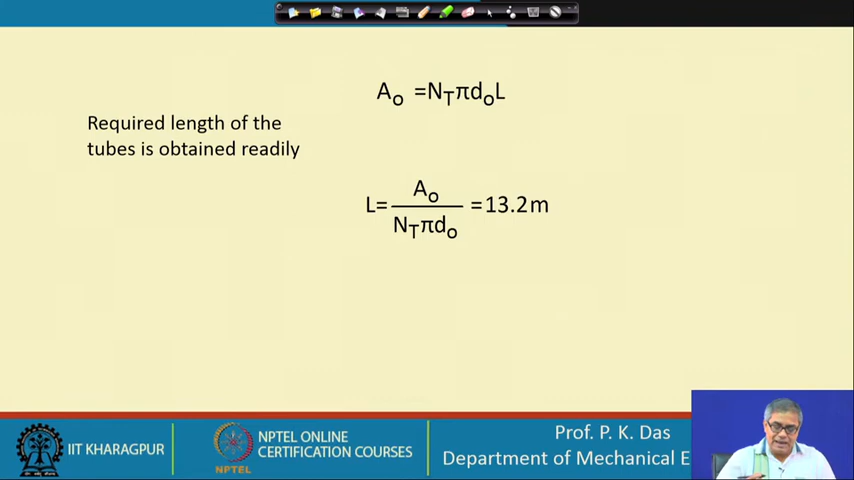 A₀ =N_Tπd₀L
Required length of the
tubes is obtained readily
L= A₀ / N_Tπd₀ =13.2m
IIT KHARAGPUR
NPTEL
NPTEL ONLINE
CERTIFICATION COURSES
Prof. P. K. Das
Department of Mechanical E